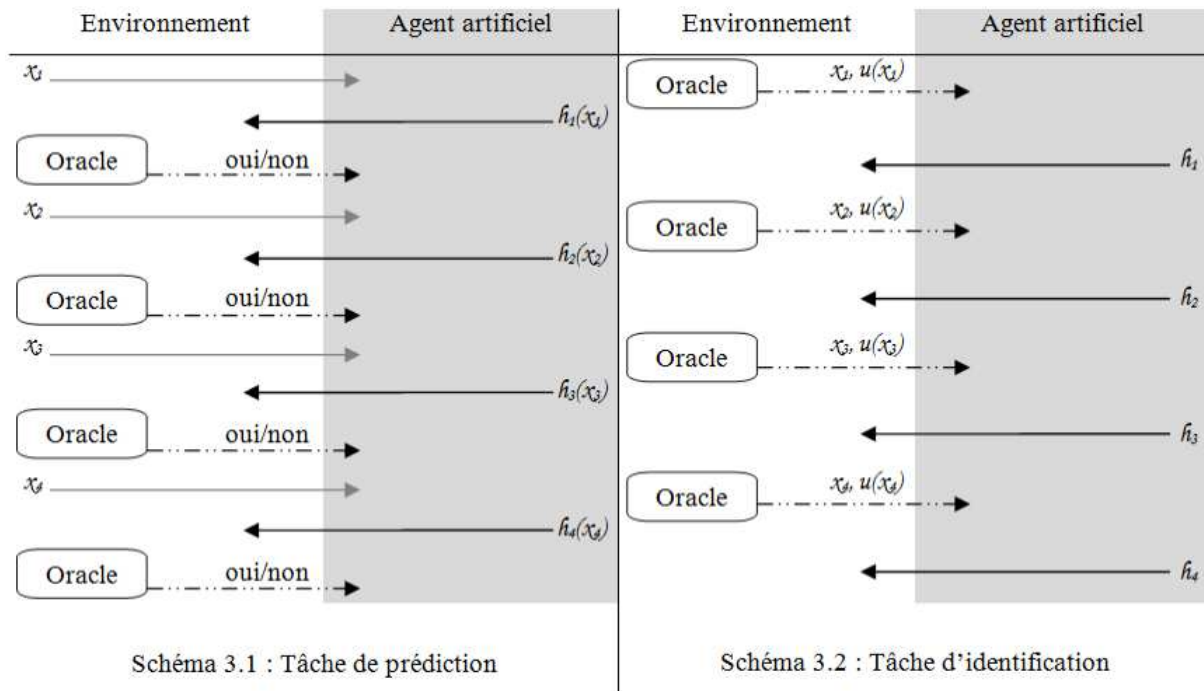 Environnement Agent artificiel
x₁
h₁(x₁)
Oracle oui/non
x₂
h₂(x₂)
Oracle oui/non
x₃
h₃(x₃)
Oracle oui/non
x₄
h₄(x₄)
Oracle oui/non
Schéma 3.1 : Tâche de prédiction
Environnement Agent artificiel
Oracle x₁, u(x₁)
h₁
Oracle x₂, u(x₂)
h₂
Oracle x₃, u(x₃)
h₃
Oracle x₄, u(x₄)
h₄
Schéma 3.2 : Tâche d’identification